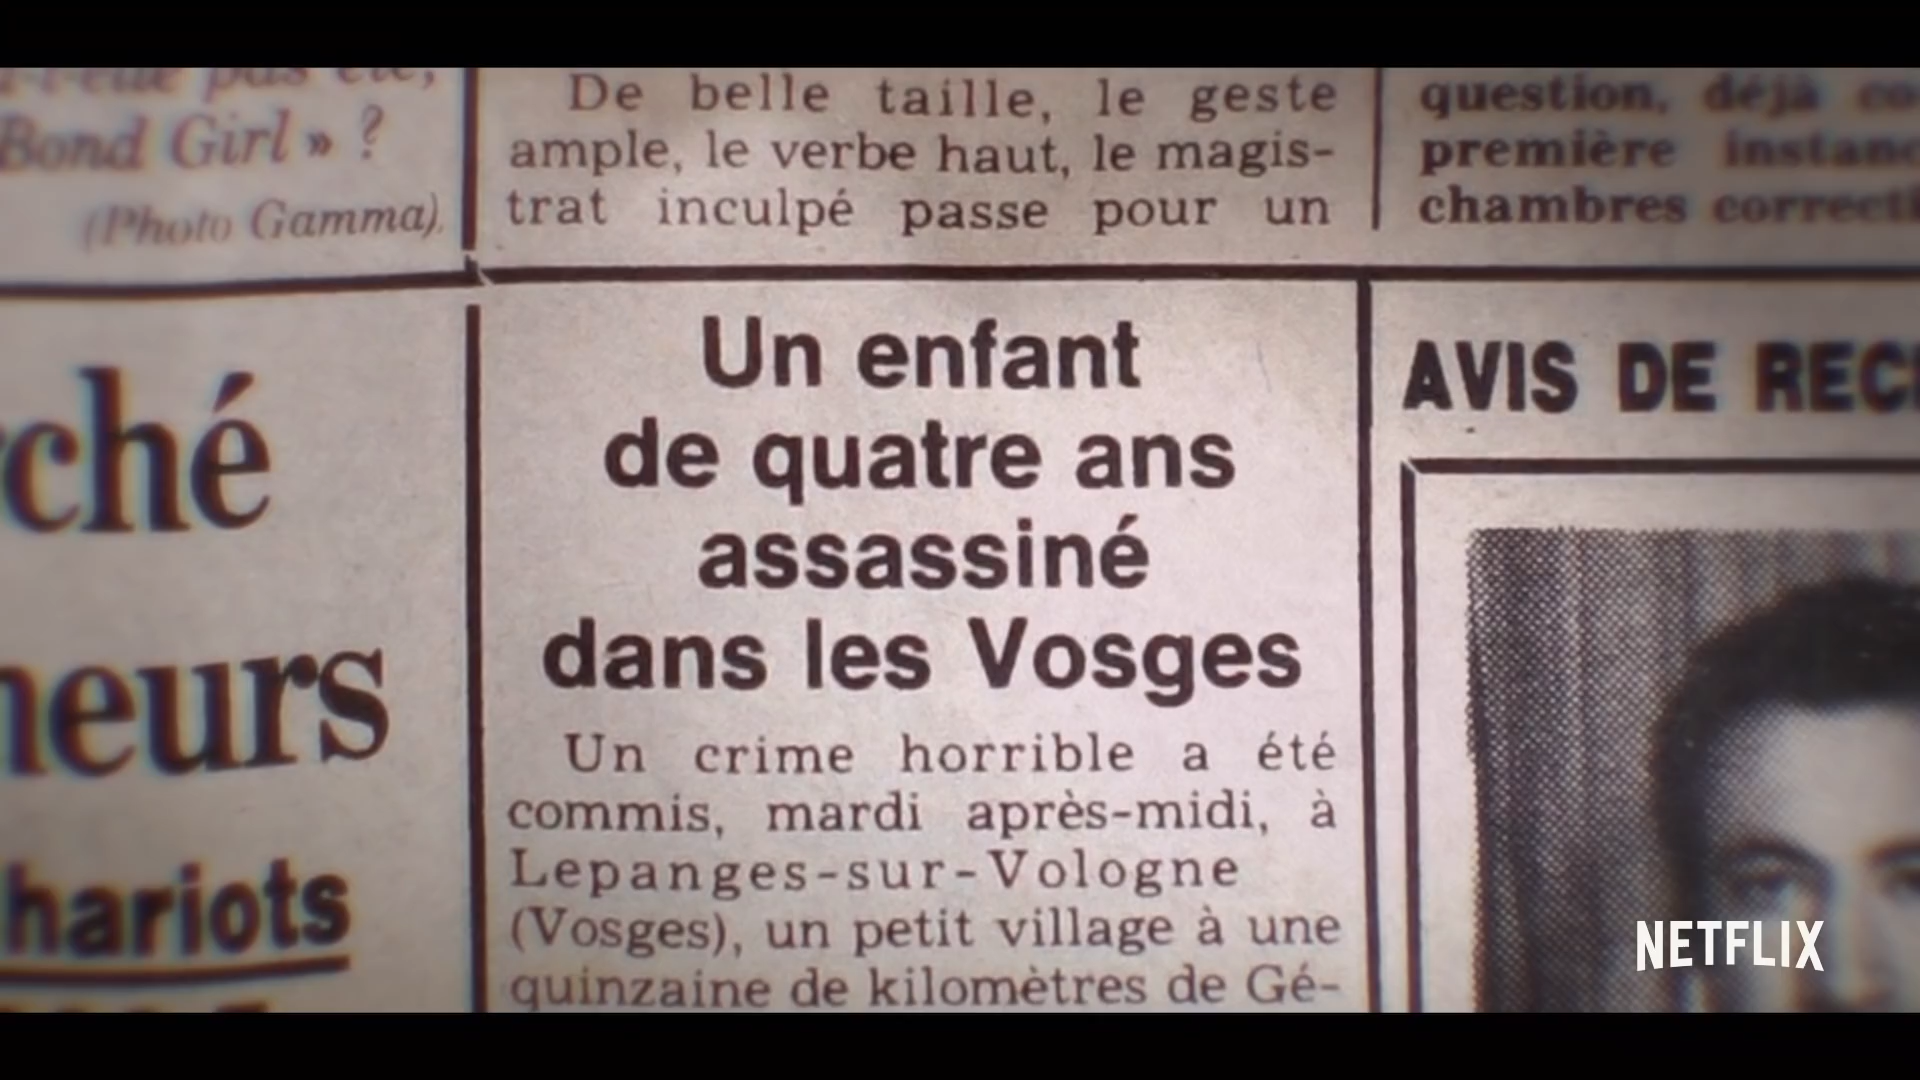 Bond Girl » ?
(Photo Gamma).
De belle taille, le geste
ample, le verbe haut, le magis-
trat inculpé passe pour un
question, déjà
première
chambres
ché
neurs
hariots
Un enfant
de quatre ans
assassiné
dans les Vosges
Un crime horrible a été
commis, mardi après-midi, à
Lepanges-sur-Vologne
(Vosges), un petit village à une
quinzaine de kilomètres de Gé-
AVIS DE REC
NETFLIX